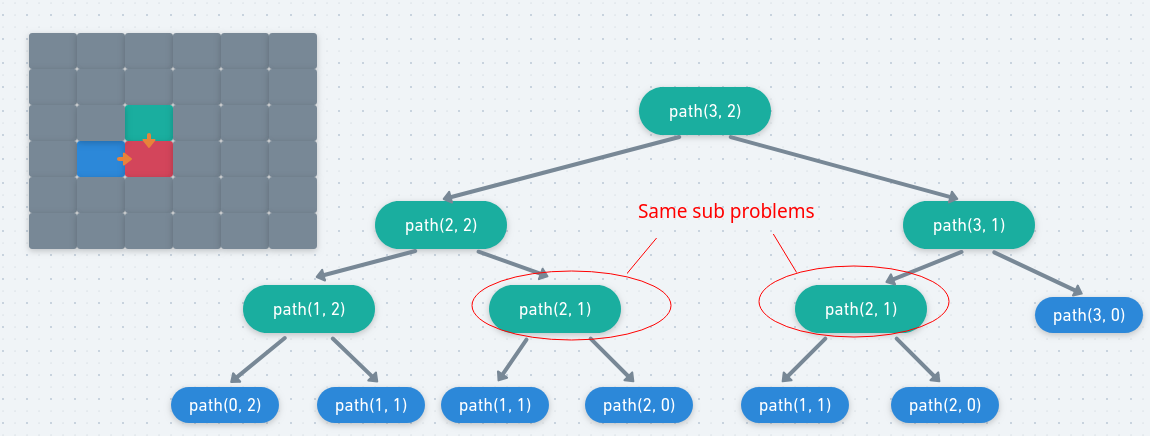 path(3, 2)
Same sub problems
path(2, 2)
path(3, 1)
path(1, 2)
path(2, 1)
path(2, 1)
path(3, 0)
path(0, 2)
path(1, 1)
path(1, 1)
path(2, 0)
path(1, 1)
path(2, 0)